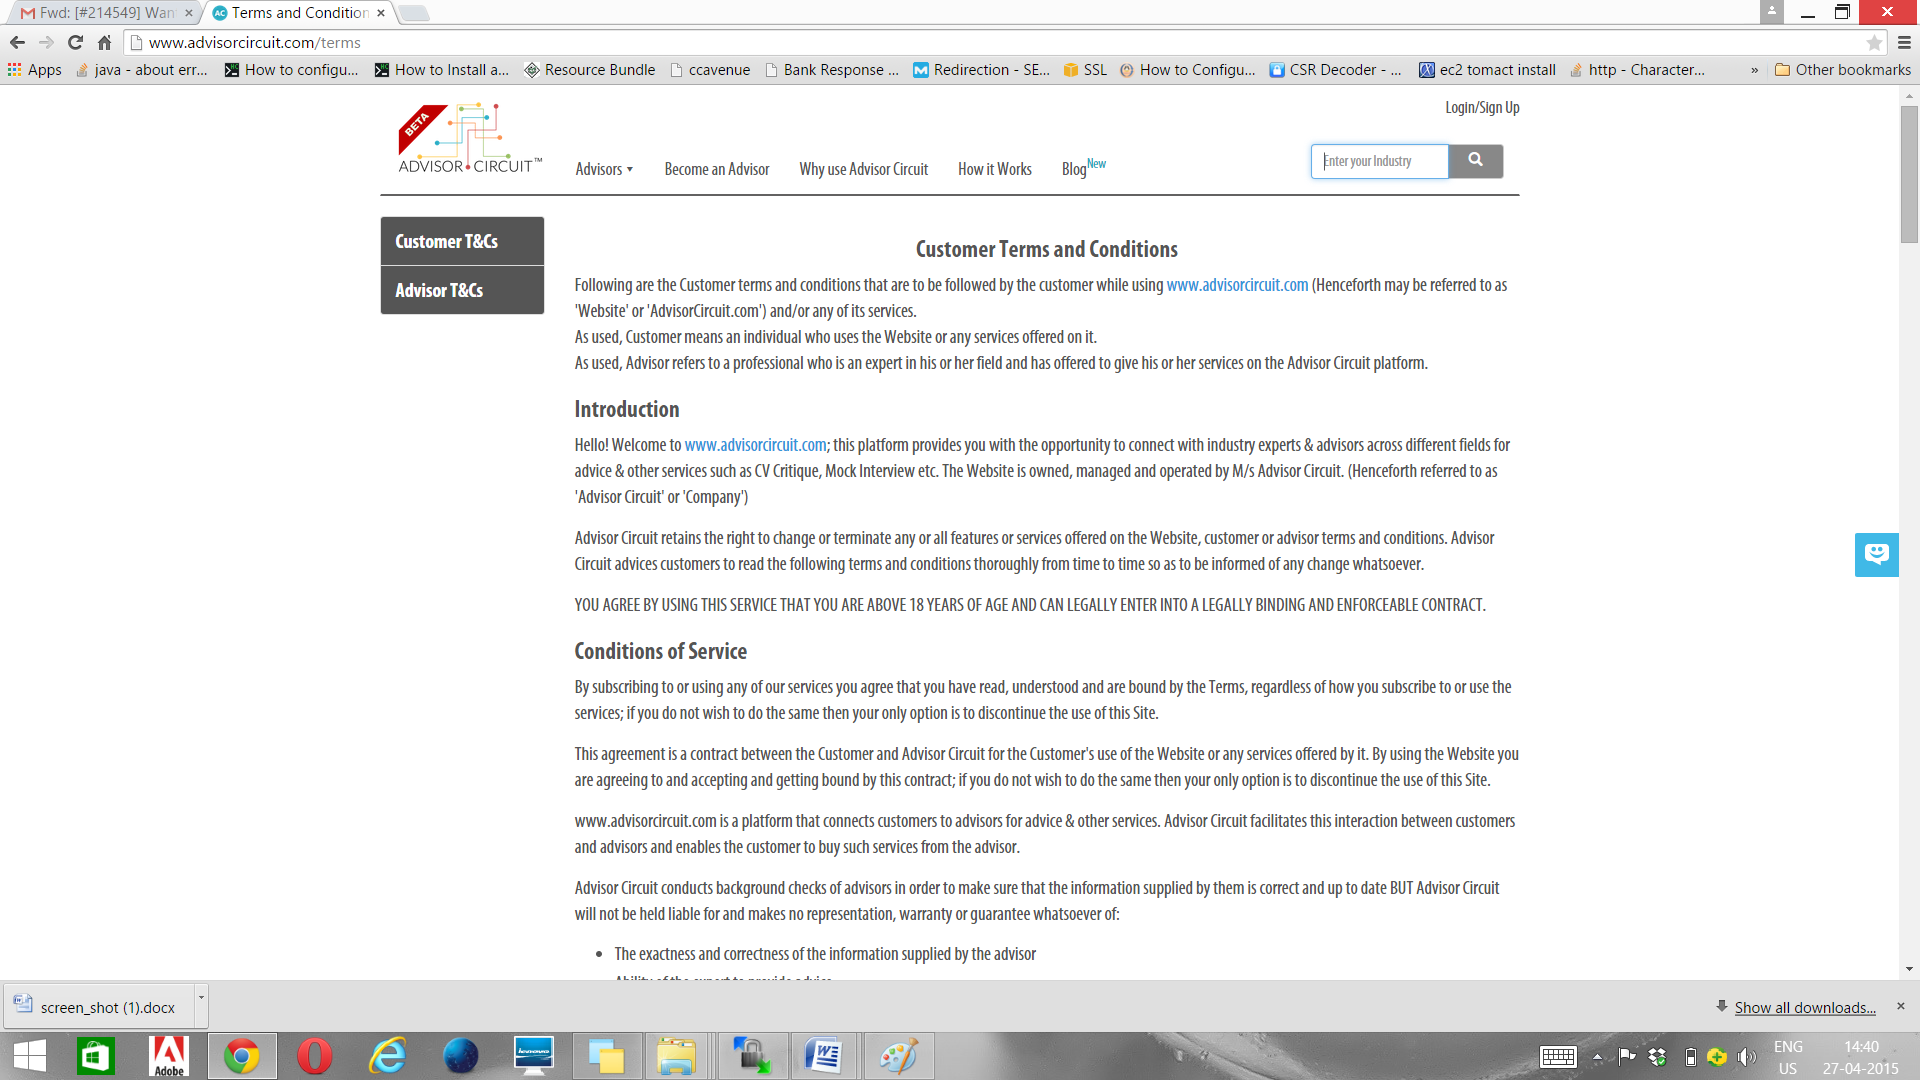 Fwd: [#214549] Wan
Terms and Condition
www.advisorcircuit.com/terms
Apps
java - about err...
How to configu...
How to Install a...
Resource Bundle
ccavenue
Bank Response ...
Redirection - SE...
SSL
How to Configu...
CSR Decoder - ...
ec2 tomact install
http - Character...
»
Other bookmarks
Login/Sign Up
BETA
ADVISOR CIRCUIT™
Advisors
Become an Advisor
Why use Advisor Circuit
How it Works
Blog New
Enter your Industry
Customer T&Cs
Advisor T&Cs
Customer Terms and Conditions
Following are the Customer terms and conditions that are to be followed by the customer while using www.advisorcircuit.com (Henceforth may be referred to as
'Website' or 'AdvisorCircuit.com') and/or any of its services.
As used, Customer means an individual who uses the Website or any services offered on it.
As used, Advisor refers to a professional who is an expert in his or her field and has offered to give his or her services on the Advisor Circuit platform.
Introduction
Hello! Welcome to www.advisorcircuit.com; this platform provides you with the opportunity to connect with industry experts & advisors across different fields for
advice & other services such as CV Critique, Mock Interview etc. The Website is owned, managed and operated by M/s Advisor Circuit. (Henceforth referred to as
'Advisor Circuit' or 'Company')
Advisor Circuit retains the right to change or terminate any or all features or services offered on the Website, customer or advisor terms and conditions. Advisor
Circuit advices customers to read the following terms and conditions thoroughly from time to time so as to be informed of any change whatsoever.
YOU AGREE BY USING THIS SERVICE THAT YOU ARE ABOVE 18 YEARS OF AGE AND CAN LEGALLY ENTER INTO A LEGALLY BINDING AND ENFORCEABLE CONTRACT.
Conditions of Service
By subscribing to or using any of our services you agree that you have read, understood and are bound by the Terms, regardless of how you subscribe to or use the
services; if you do not wish to do the same then your only option is to discontinue the use of this Site.
This agreement is a contract between the Customer and Advisor Circuit for the Customer's use of the Website or any services offered by it. By using the Website you
are agreeing to and accepting and getting bound by this contract; if you do not wish to do the same then your only option is to discontinue the use of this Site.
www.advisorcircuit.com is a platform that connects customers to advisors for advice & other services. Advisor Circuit facilitates this interaction between customers
and advisors and enables the customer to buy such services from the advisor.
Advisor Circuit conducts background checks of advisors in order to make sure that the information supplied by them is correct and up to date BUT Advisor Circuit
will not be held liable for and makes no representation, warranty or guarantee whatsoever of:
• The exactness and correctness of the information supplied by the advisor
Ability of the expert to provide advice
screen_shot (1).docx
Show all downloads...
Adobe
ENG
US
14:40
27-04-2015